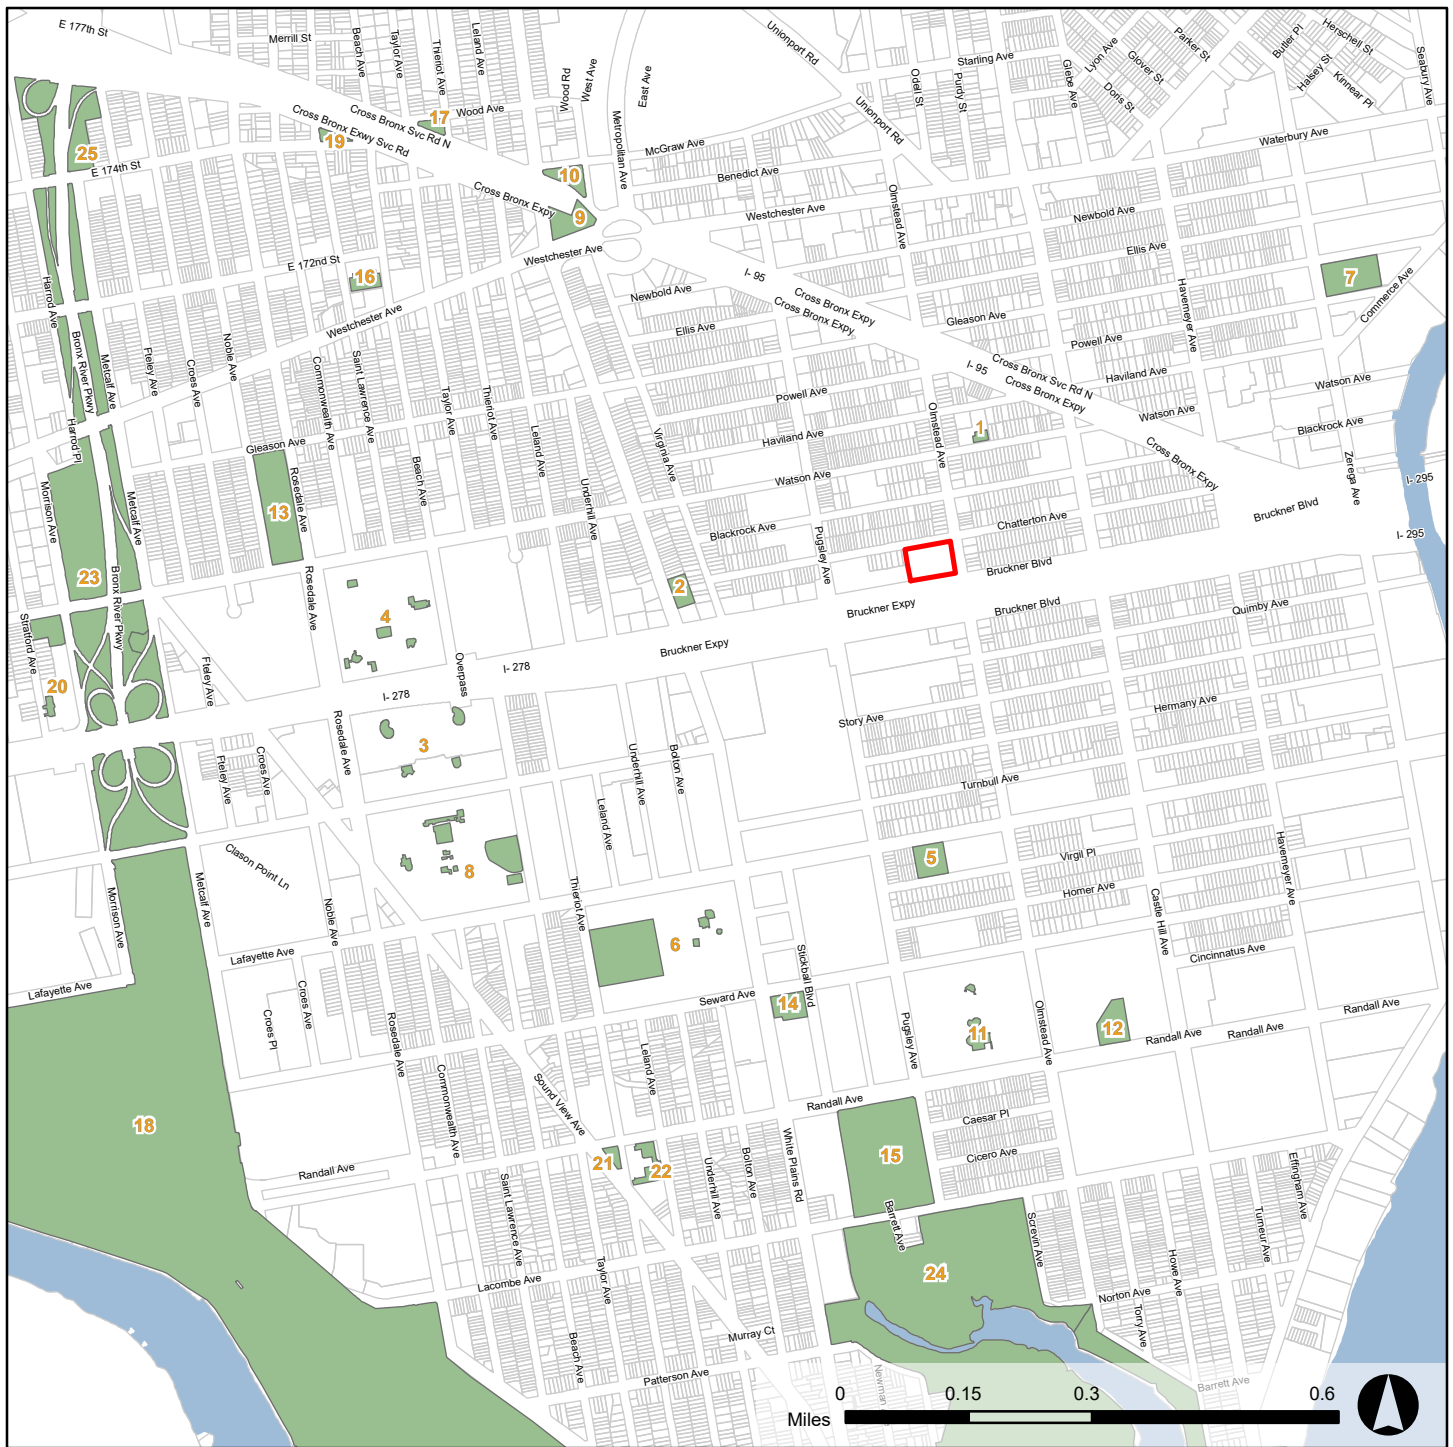 E 177th St
Merrill St
Beach Ave
Taylor Ave
Thieriot Ave
Leland Ave
Wood Rd
West Ave
East Ave
Metropolitan Ave
Unionport Rd
Starling Ave
Odell St
Purdy St
Glebe Ave
Lyon Ave
Glover St
Parker St
Doris St
Butler Pl
Herschell St
Halsey St
Kinnear Pl
Seabury Ave
Wood Ave
17
Cross Bronx Svc Rd N
Cross Bronx Exwy Svc Rd
19
25
E 174th St
Unionport Rd
McGraw Ave
Benedict Ave
Waterbury Ave
10
9
Cross Bronx Expy
Westchester Ave
Olmstead Ave
Newbold Ave
Ellis Ave
Westchester Ave
E 172nd St
16
I- 95
Cross Bronx Expy
Cross Bronx Expy
Newbold Ave
Ellis Ave
7
Commerce Ave
Havemeyer Ave
Harrod Ave
Bronx River Pkwy
Metcalf Ave
Fteley Ave
Croes Ave
Noble Ave
Westchester Ave
Gleason Ave
Powell Ave
Haviland Ave
Watson Ave
Cross Bronx Svc Rd N
I- 95
Cross Bronx Expy
Commonwealth Ave
Saint Lawrence Ave
Taylor Ave
Thieriot Ave
Powell Ave
Olmstead Ave
1
Watson Ave
Blackrock Ave
Harrod Pl
Gleason Ave
Leland Ave
Virginia Ave
Haviland Ave
Cross Bronx Expy
Zerega Ave
I- 295
Morrison Ave
Metcalf Ave
13
Rosedale Ave
Beach Ave
Underhill Ave
Watson Ave
Blackrock Ave
Chatterton Ave
Bruckner Blvd
I- 295
Pugsley Ave
23
Bronx River Pkwy
Rosedale Ave
2
Bruckner Blvd
Bruckner Expy
Bruckner Blvd
Quimby Ave
Stratford Ave
4
Bruckner Expy
I- 278
Overpass
Fteley Ave
20
I- 278
Hermany Ave
Story Ave
3
Rosedale Ave
Fteley Ave
Croes Ave
Underhill Ave
Bolton Ave
Turnbull Ave
Leland Ave
Clason Point Ln
8
5
Virgil Pl
Homer Ave
Havemeyer Ave
Morrison Ave
Metcalf Ave
Noble Ave
Thieriot Ave
Castle Hill Ave
Lafayette Ave
Lafayette Ave
6
Stickball Blvd
Cincinnatus Ave
Seward Ave
14
Croes Ave
Croes Pl
Rosedale Ave
Pugsley Ave
11
Olmstead Ave
12
Randall Ave
Randall Ave
Randall Ave
Leland Ave
Commonwealth Ave
Sound View Ave
18
Randall Ave
Caesar Pl
Cicero Ave
15
White Plains Rd
21
22
Underhill Ave
Bolton Ave
Randall Ave
Saint Lawrence Ave
Effingham Ave
Barrett Ave
Screvin Ave
Turneur Ave
Howe Ave
24
Lacombe Ave
Taylor Ave
Norton Ave
Torry Ave
Murray Ct
Beach Ave
Patterson Ave
Barrett Ave
0
0.15
0.3
0.6
Miles